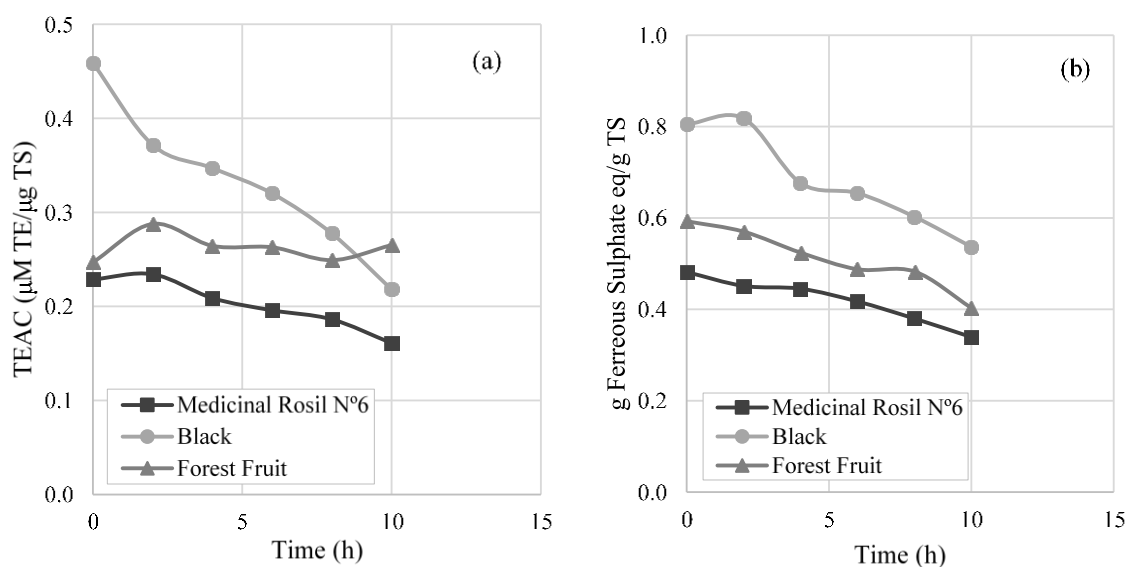 (a)
TEAC (µM TE/µg TS)
0.5
0.4
0.3
0.2
0.1
0.0
Medicinal Rosil Nº6
Black
Forest Fruit
0 5 10 15
Time (h)
(b)
g Ferreous Sulphate eq/g TS
1.0
0.8
0.6
0.4
0.2
0.0
Medicinal Rosil Nº6
Black
Forest Fruit
0 5 10 15
Time (h)